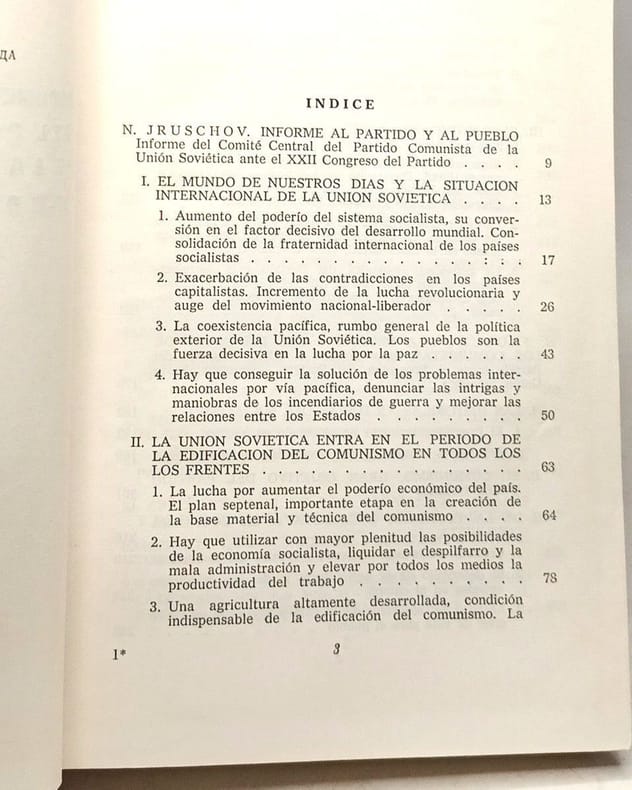 ДА
INDICE
N. JRUSCHOV. INFORME AL PARTIDO Y AL PUEBLO
Informe del Comité Central del Partido Comunista de la
Unión Soviética ante el XXII Congreso del Partido . . . . 9
I. EL MUNDO DE NUESTROS DIAS Y LA SITUACION
INTERNACIONAL DE LA UNION SOVIETICA . . . . 13
1. Aumento del poderío del sistema socialista, su conver-
sión en el factor decisivo del desarrollo mundial. Con-
solidación de la fraternidad internacional de los países
socialistas . . . . . . . . . . . . . . : . : 17
2. Exacerbación de las contradicciones en los países
capitalistas. Incremento de la lucha revolucionaria y
auge del movimiento nacional-liberador . . . . . 26
3. La coexistencia pacífica, rumbo general de la política
exterior de la Unión Soviética. Los pueblos son la
fuerza decisiva en la lucha por la paz . . . . . . 43
4. Hay que conseguir la solución de los problemas inter-
nacionales por vía pacífica, denunciar las intrigas y
maniobras de los incendiarios de guerra y mejorar las
relaciones entre los Estados . . . . . . . . . 50
II. LA UNION SOVIETICA ENTRA EN EL PERIODO DE
LA EDIFICACION DEL COMUNISMO EN TODOS LOS
LOS FRENTES . . . . . . . . . . . . . . . 63
1. La lucha por aumentar el poderío económico del país.
El plan septenal, importante etapa en la creación de
la base material y técnica del comunismo . . . . 64
2. Hay que utilizar con mayor plenitud las posibilidades
de la economía socialista, liquidar el despilfarro y la
mala administración y elevar por todos los medios la
productividad del trabajo . . . . . . . . . . 78
3. Una agricultura altamente desarrollada, condición
indispensable de la edificación del comunismo. La
1* 3